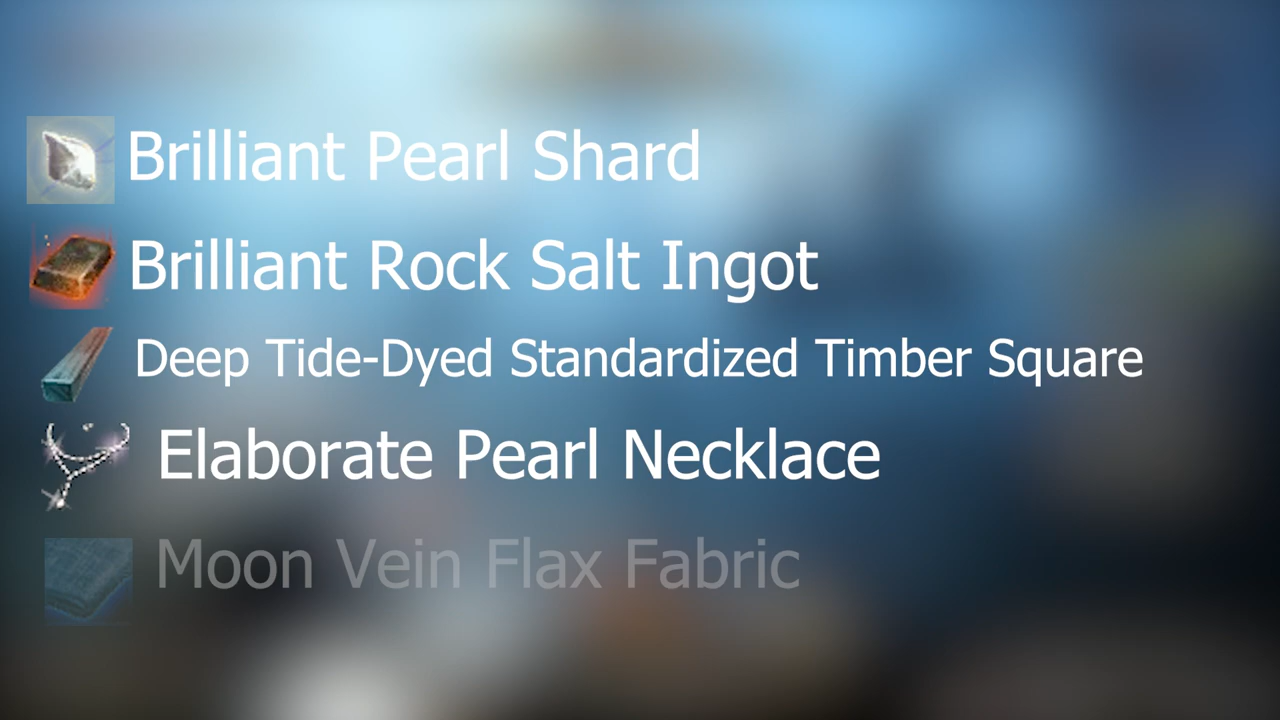 Brilliant Pearl Shard
Brilliant Rock Salt Ingot
Deep Tide-Dyed Standardized Timber Square
Elaborate Pearl Necklace
Moon Vein Flax Fabric